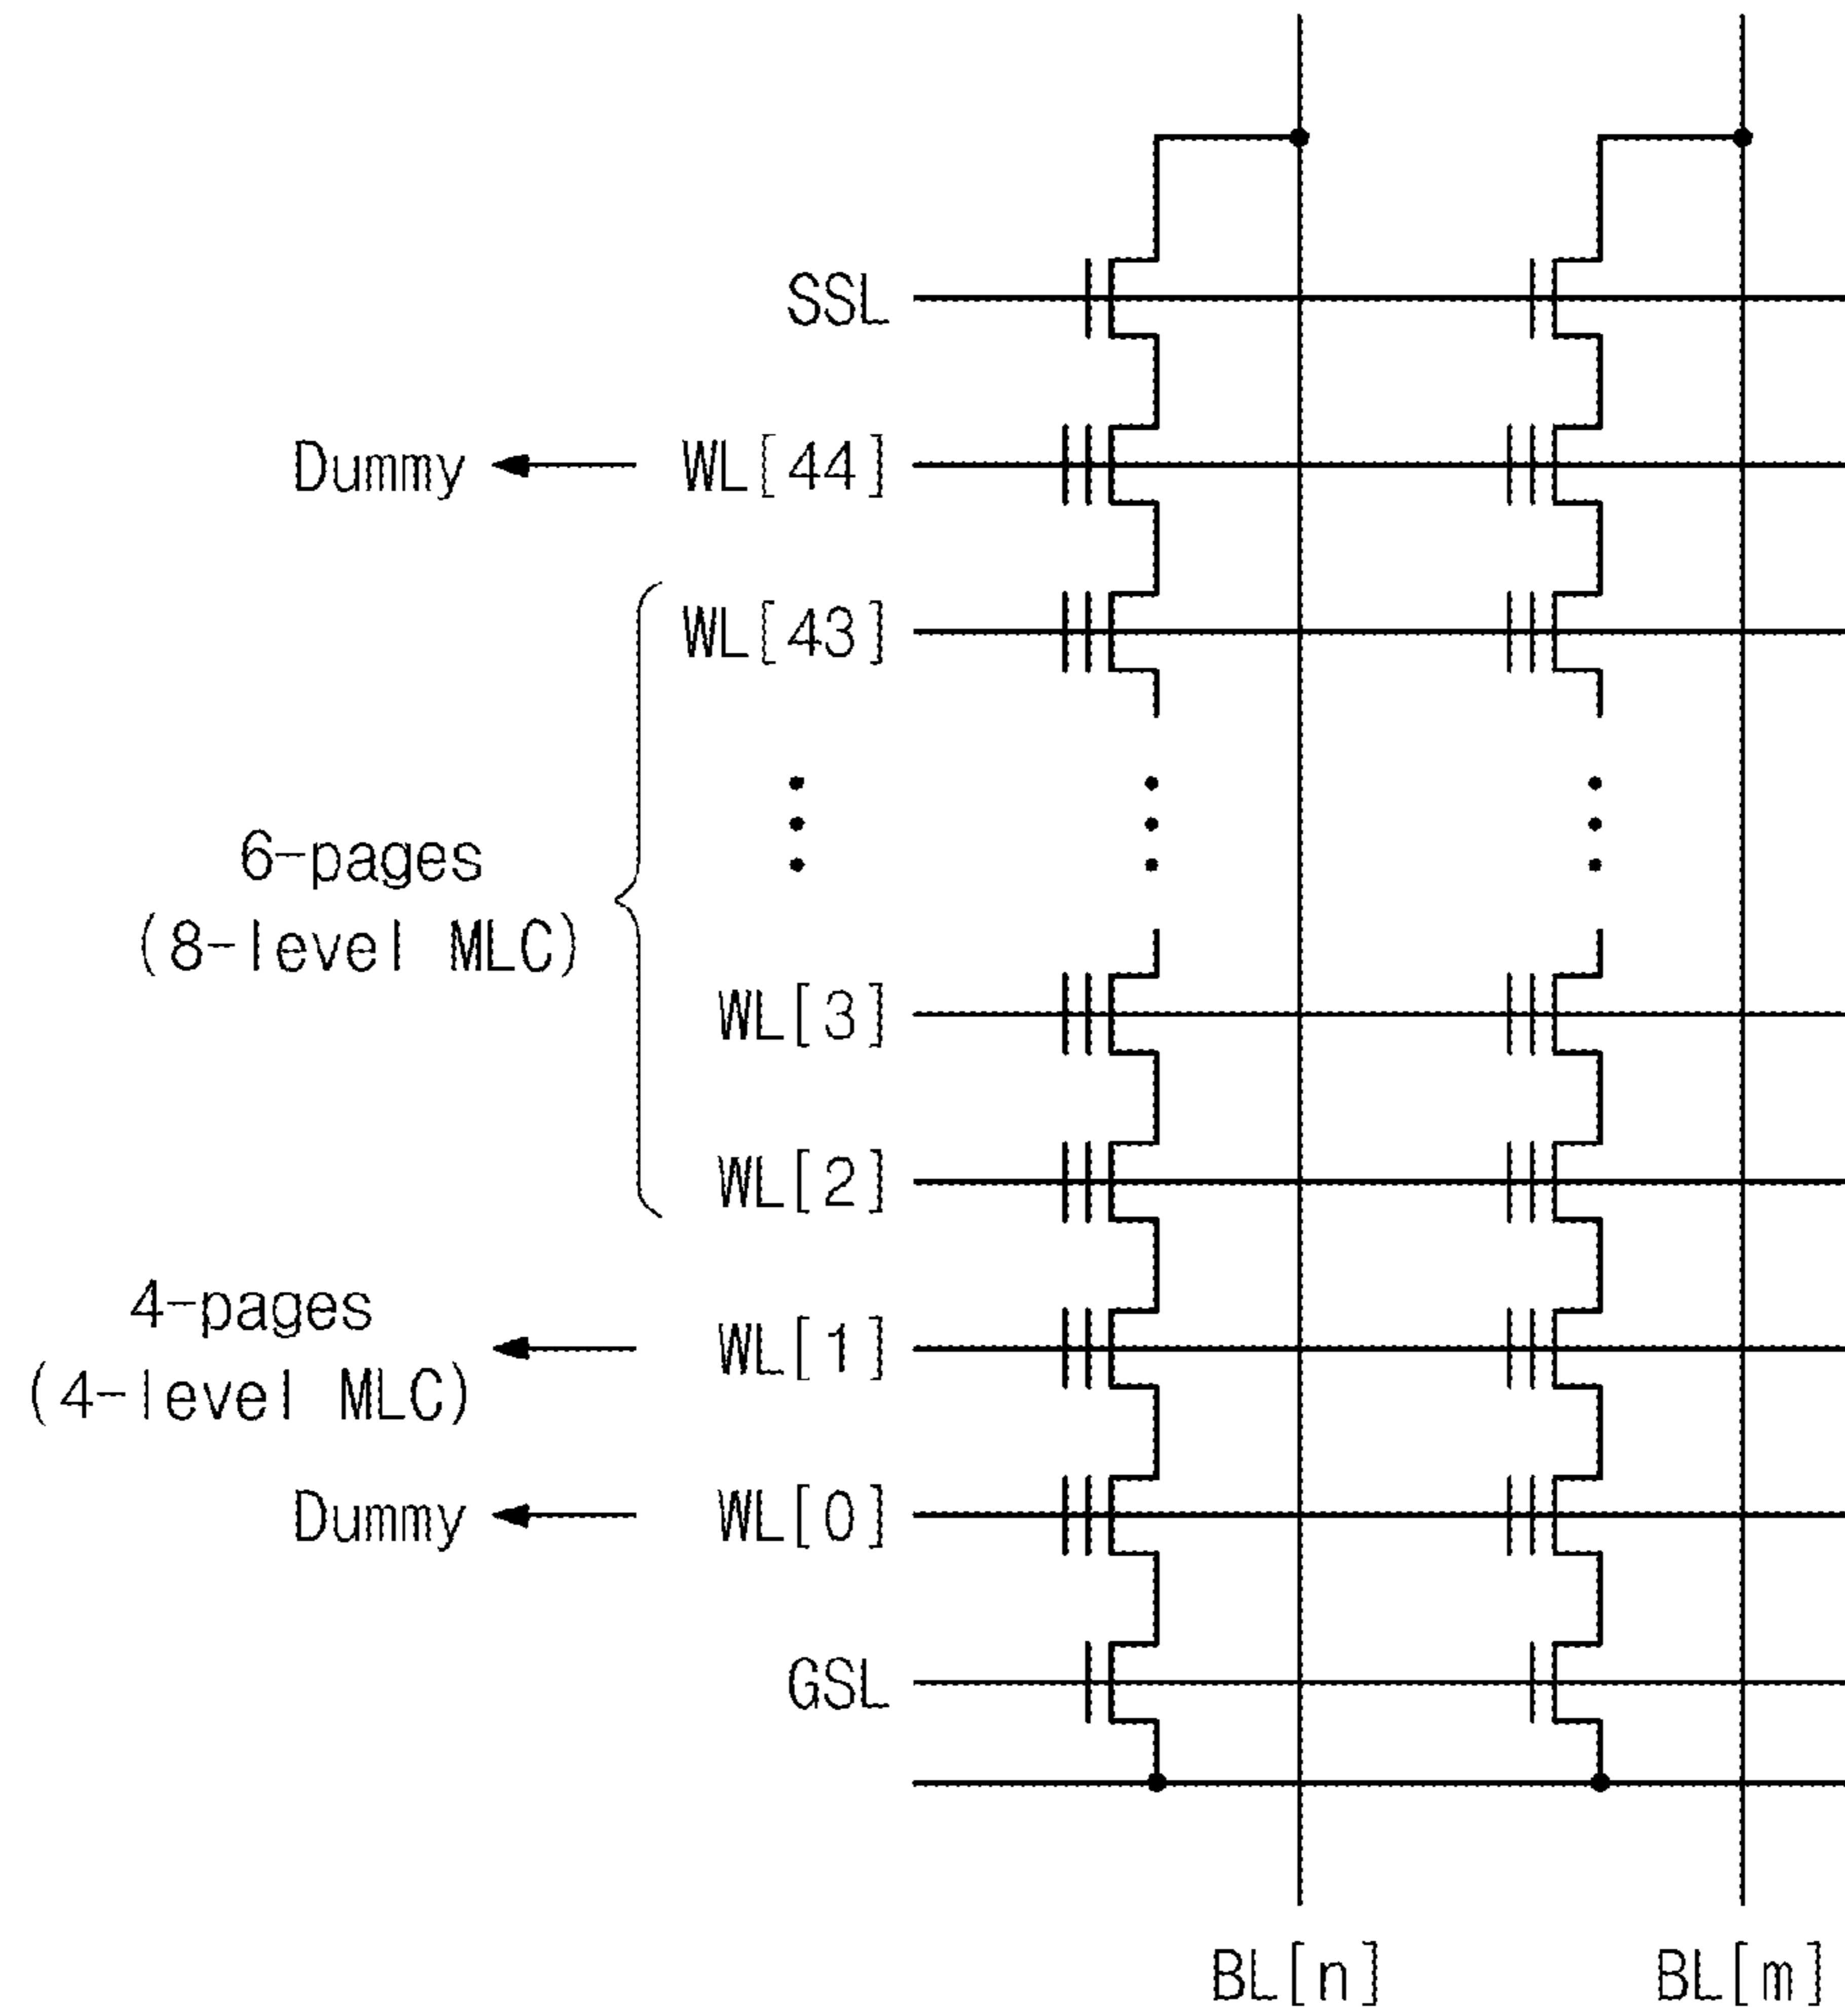 SSL
Dummy WL[44]
WL[43]
6-pages
(8-level MLC)
WL[3]
WL[2]
4-pages
(4-level MLC)
WL[1]
Dummy WL[0]
GSL
BL[n] BL[m]